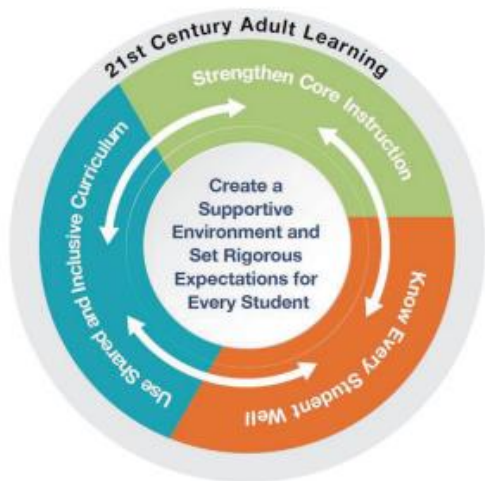 21st Century Adult Learning
Strengthen Core Instruction
Know Every Student Well
Use Shared and Inclusive Curriculum
Create a
Supportive
Environment and
Set Rigorous
Expectations for
Every Student